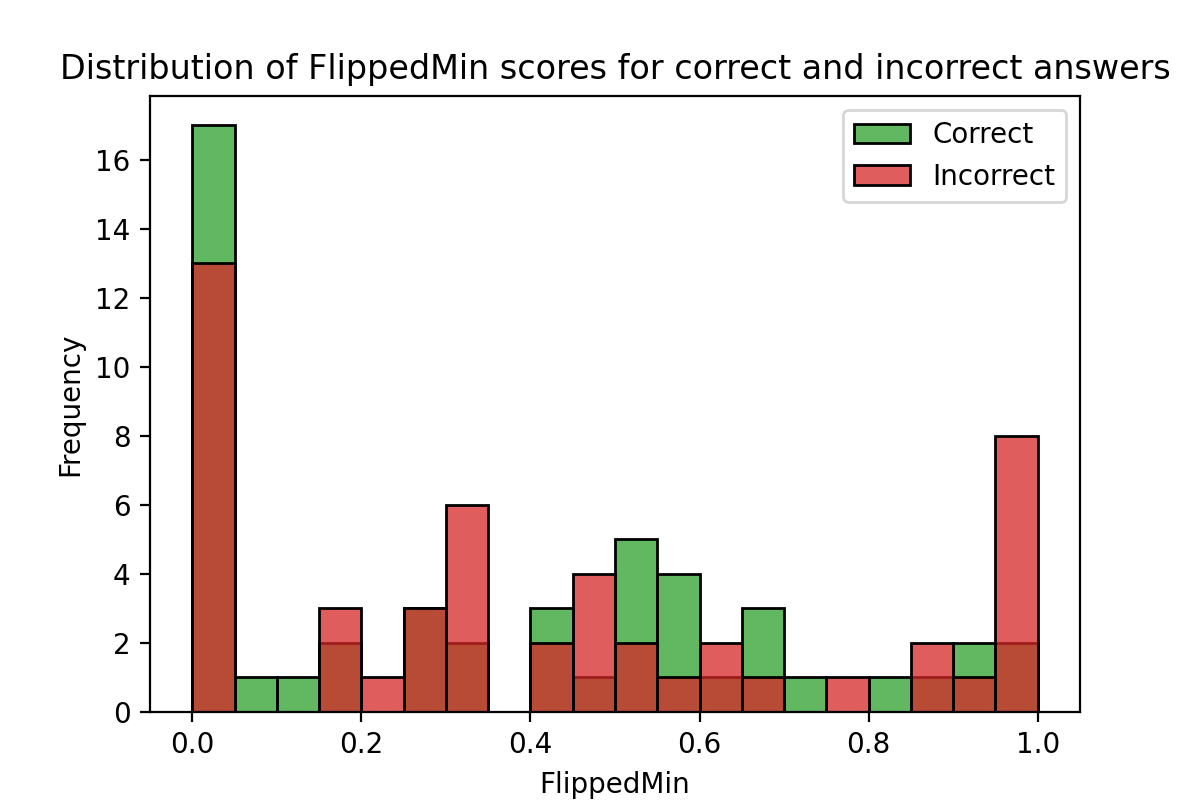 Distribution of FlippedMin scores for correct and incorrect answers
Correct
Incorrect
Frequency
16
14
12
10
8
6
4
2
0
0.0 0.2 0.4 0.6 0.8 1.0
FlippedMin